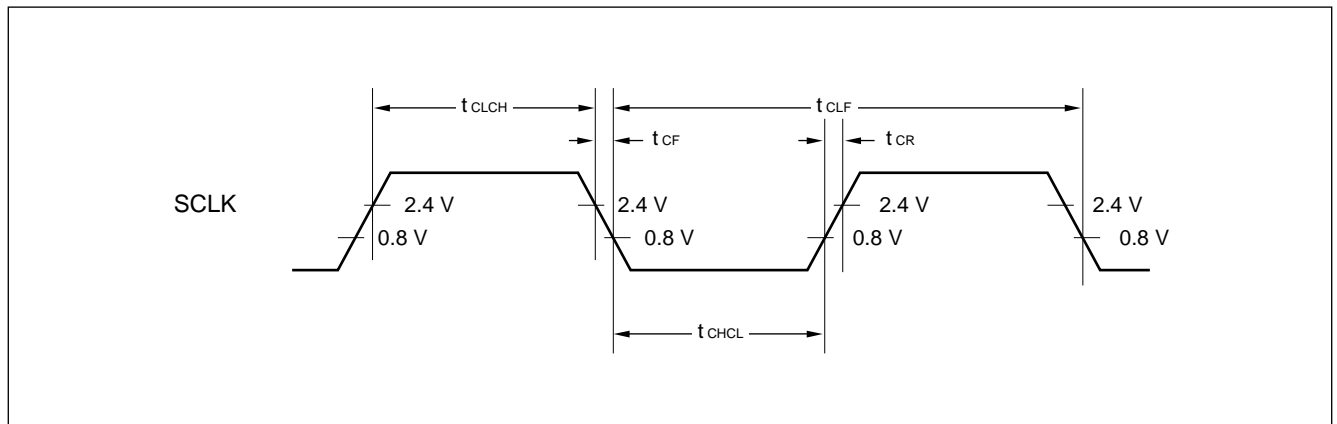 t CLCH
t CLF
t CF
t CR
SCLK
2.4 V
2.4 V
2.4 V
2.4 V
0.8 V
0.8 V
0.8 V
0.8 V
t CHCL